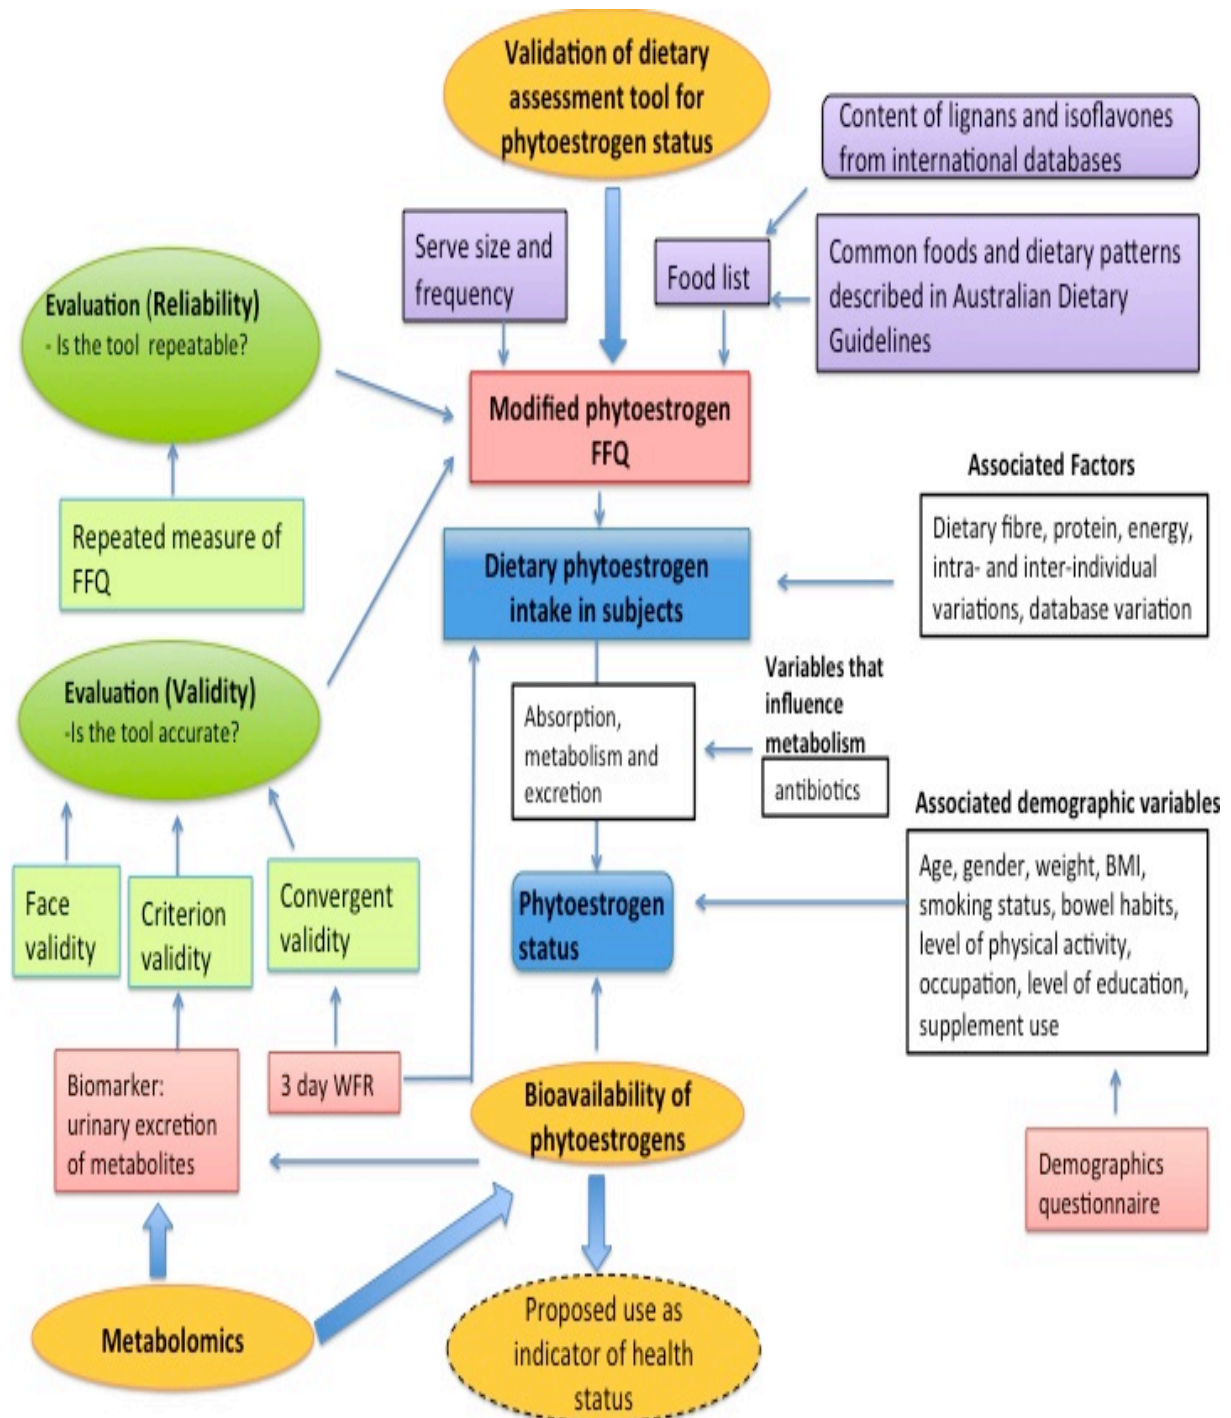 Validation of dietary
assessment tool for
phytoestrogen status
Content of lignans and isoflavones
from international databases
Serve size and
frequency
Food list
Common foods and dietary patterns
described in Australian Dietary
Guidelines
Evaluation (Reliability)
- Is the tool repeatable?
Modified phytoestrogen
FFQ
Repeated measure of
FFQ
Associated Factors
Dietary fibre, protein, energy,
intra- and inter-individual
variations, database variation
Dietary phytoestrogen
intake in subjects
Evaluation (Validity)
-Is the tool accurate?
Variables that
influence
metabolism
antibiotics
Absorption,
metabolism and
excretion
Associated demographic variables
Age, gender, weight, BMI,
smoking status, bowel habits,
level of physical activity,
occupation, level of education,
supplement use
Face
validity
Criterion
validity
Convergent
validity
Phytoestrogen
status
Biomarker:
urinary excretion
of metabolites
3 day WFR
Bioavailability of
phytoestrogens
Demographics
questionnaire
Metabolomics
Proposed use as
indicator of health
status